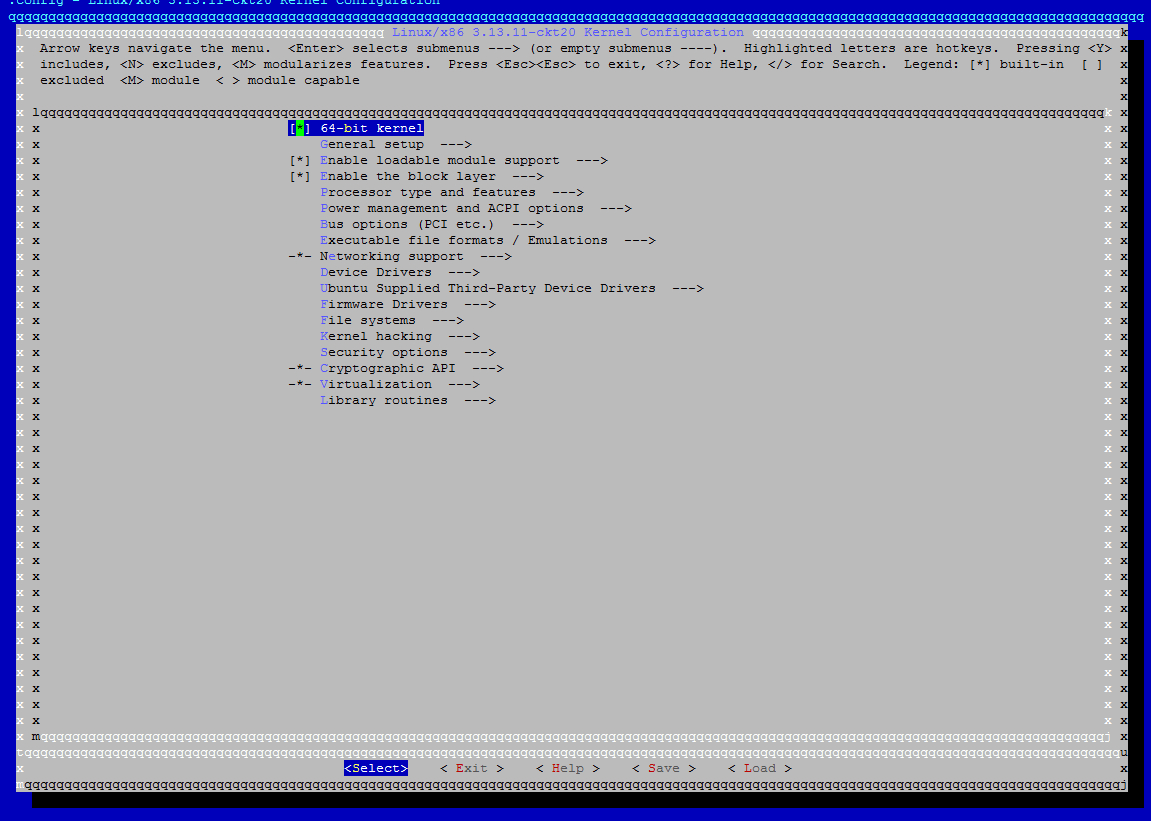 .config - Linux/x86 3.13.11-ckt20 Kernel Configuration
Linux/x86 3.13.11-ckt20 Kernel Configuration
Arrow keys navigate the menu.  <Enter> selects submenus ---> (or empty submenus ----).  Highlighted letters are hotkeys.  Pressing <Y>
includes, <N> excludes, <M> modularizes features.  Press <Esc><Esc> to exit, <?> for Help, </> for Search.  Legend: [*] built-in  [ ]
excluded  <M> module  < > module capable
[*] 64-bit kernel
General setup  --->
[*] Enable loadable module support  --->
[*] Enable the block layer  --->
Processor type and features  --->
Power management and ACPI options  --->
Bus options (PCI etc.)  --->
Executable file formats / Emulations  --->
-*- Networking support  --->
Device Drivers  --->
Ubuntu Supplied Third-Party Device Drivers  --->
Firmware Drivers  --->
File systems  --->
Kernel hacking  --->
Security options  --->
-*- Cryptographic API  --->
-*- Virtualization  --->
Library routines  --->
<Select>    < Exit >    < Help >    < Save >    < Load >